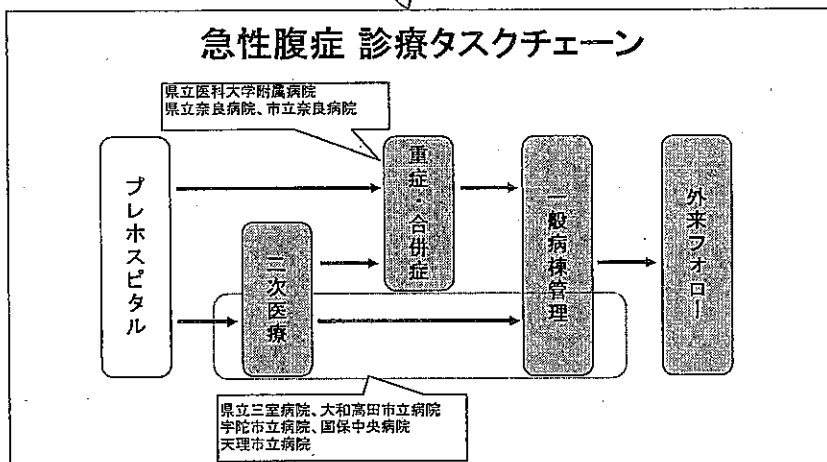 急性腹症 診療タスクチェーン
県立医科大学附属病院
県立奈良病院、市立奈良病院
プレホスピタル
二次医療
重症・合併症
一般病棟管理
外来フォロー
県立三室病院、大和高田市立病院
宇陀市立病院、国保中央病院
天理市立病院